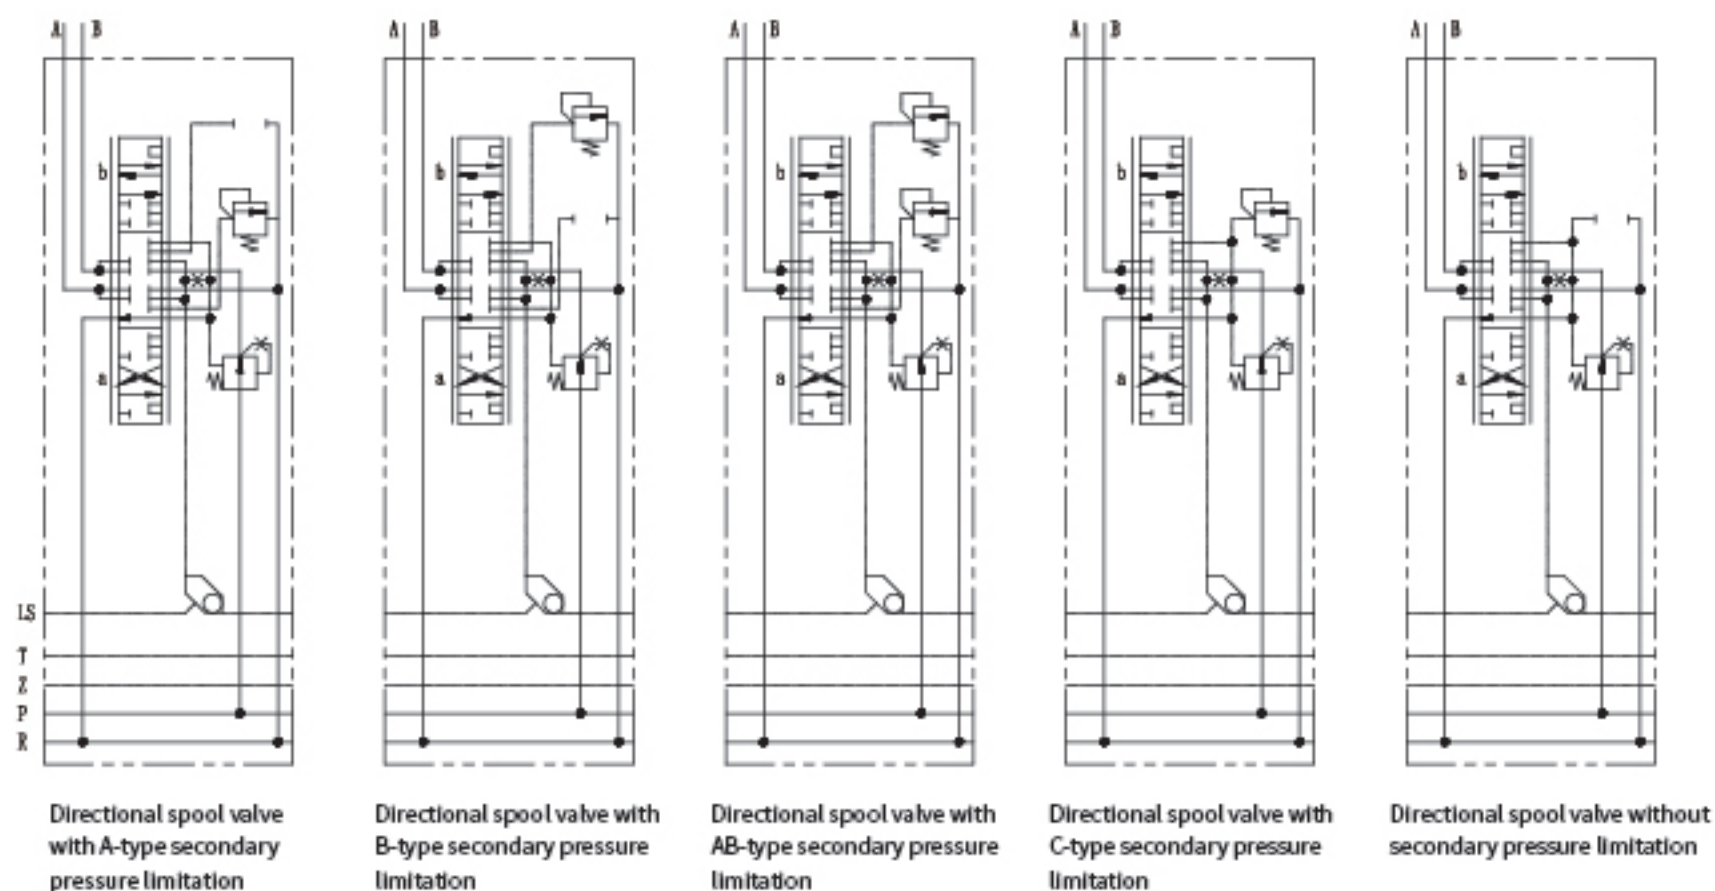 A B
A B
A B
A B
A B
b
b
b
b
b
a
a
a
a
a
LS
T
Z
P
R
Directional spool valve
with A-type secondary
pressure limitation
Directional spool valve with
B-type secondary pressure
limitation
Directional spool valve with
AB-type secondary pressure
limitation
Directional spool valve with
C-type secondary pressure
limitation
Directional spool valve without
secondary pressure limitation